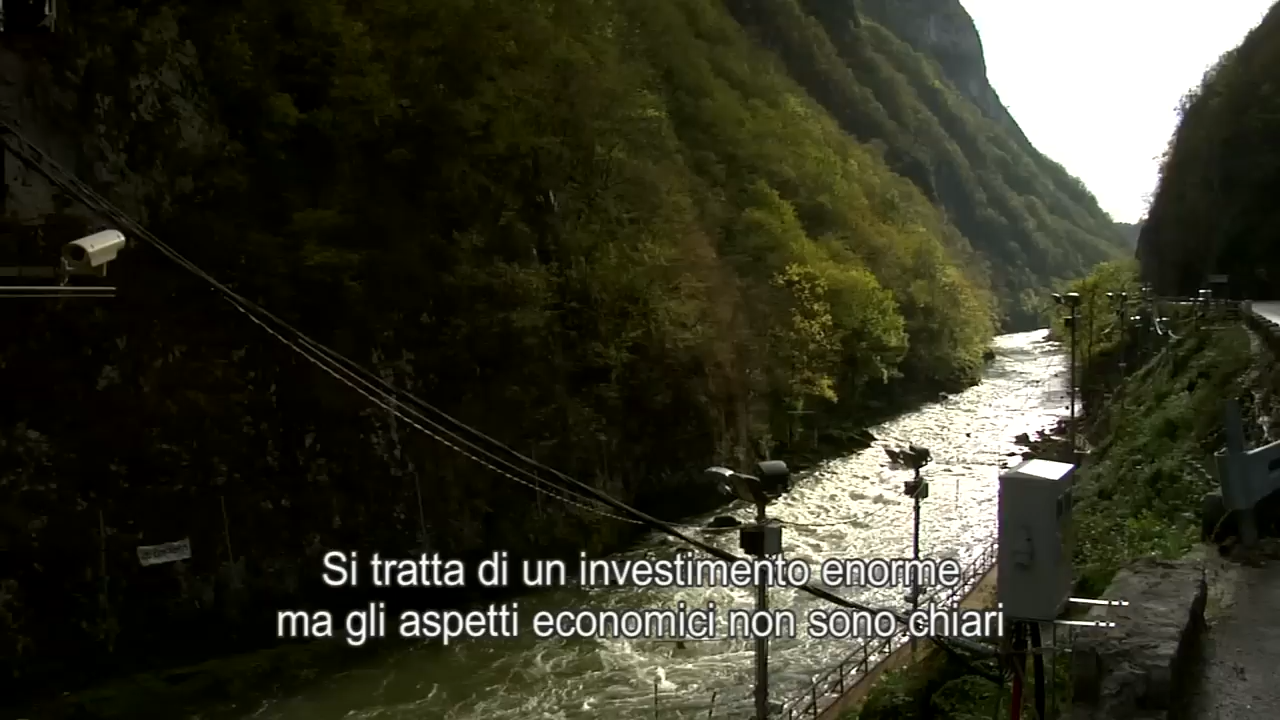 Si tratta di un investimento enorme
ma gli aspetti economici non sono chiari